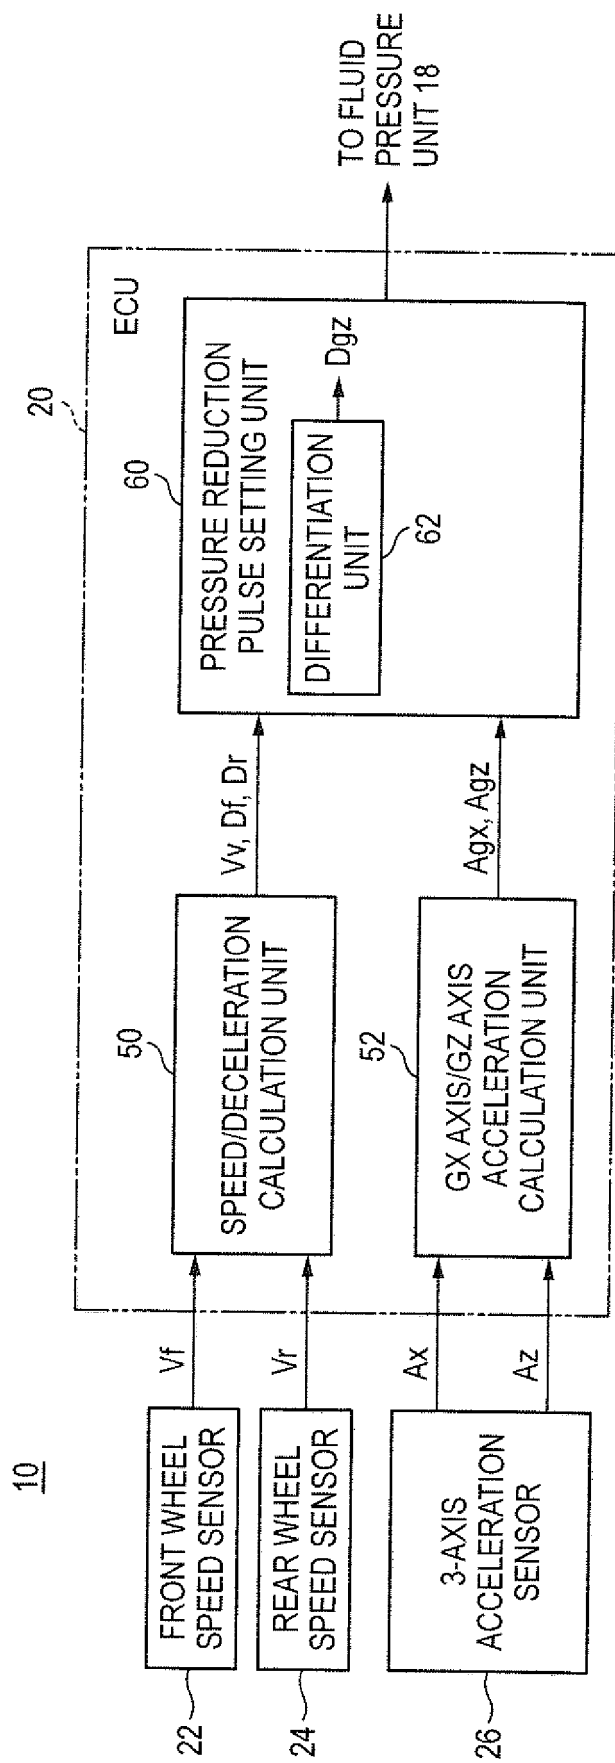 10
22
FRONT WHEEL
SPEED SENSOR
24
REAR WHEEL
SPEED SENSOR
26
3-AXIS
ACCELERATION
SENSOR
Vf
Vr
Ax
Az
20
ECU
50
SPEED/DECELERATION
CALCULATION UNIT
52
GX AXIS/GZ AXIS
ACCELERATION
CALCULATION UNIT
Vv, Df, Dr
Agx, Agz
60
PRESSURE REDUCTION
PULSE SETTING UNIT
DIFFERENTIATION
UNIT
62
Dgz
TO FLUID
PRESSURE
UNIT 18